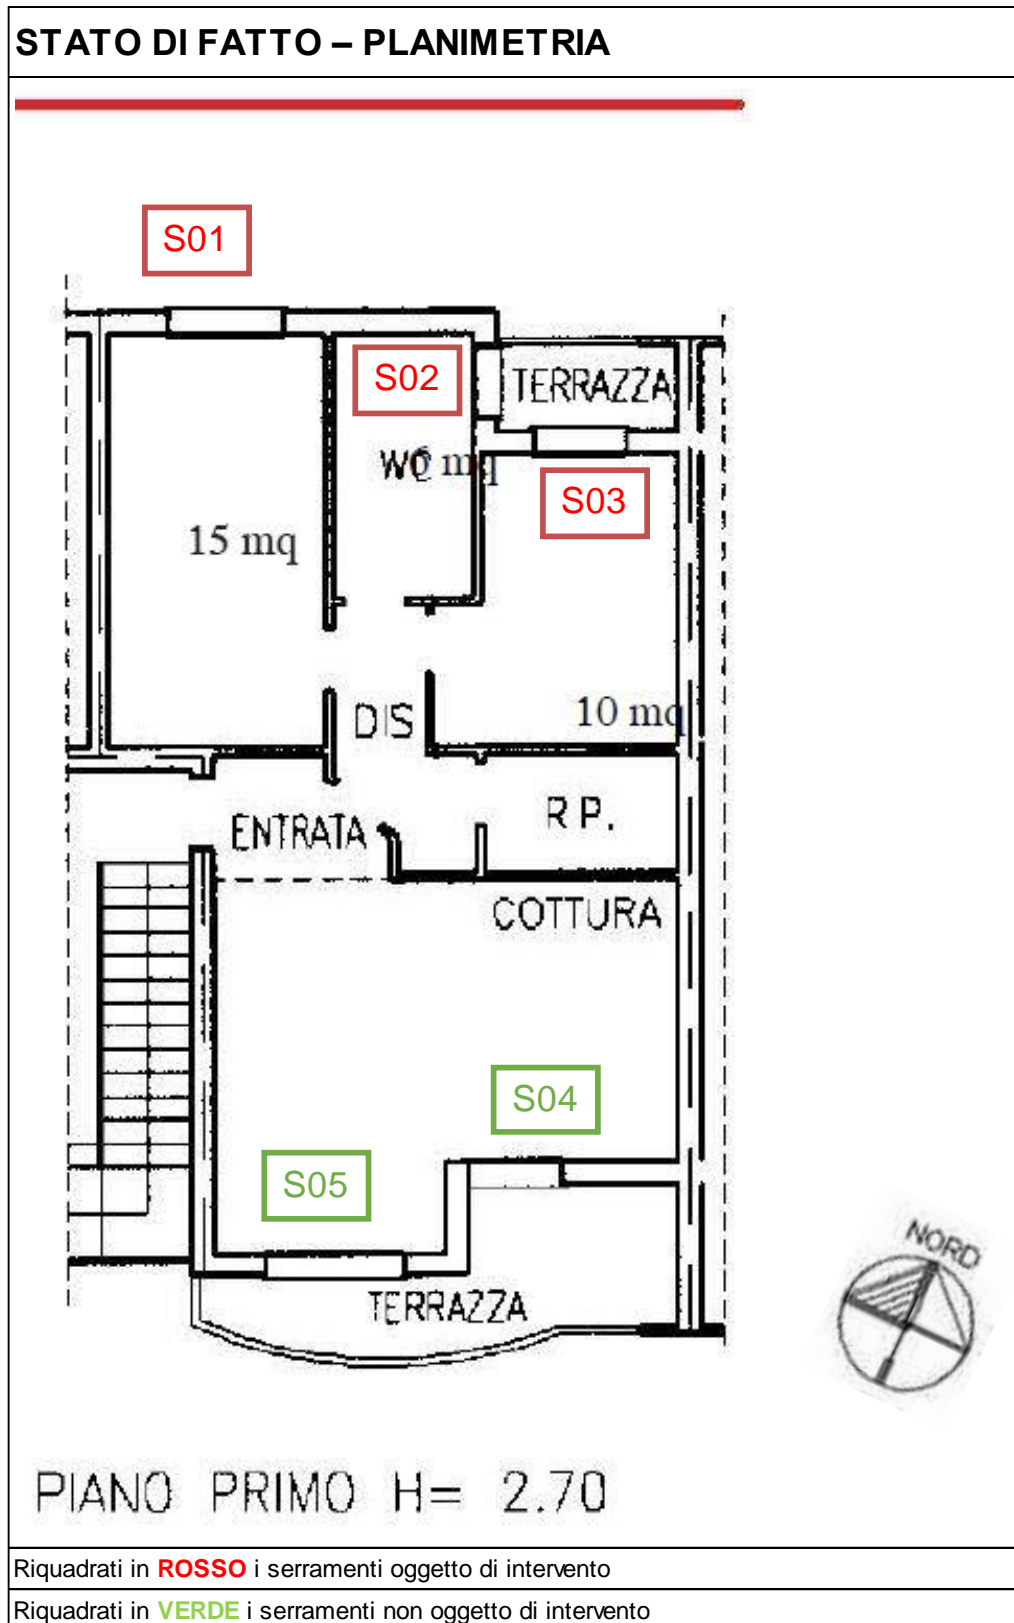 STATO DI FATTO – PLANIMETRIA
S01
S02
TERRAZZA
WC
6 mq
S03
15 mq
10 mq
DIS
R P.
ENTRATA
COTTURA
S04
S05
TERRAZZA
NORD
PIANO PRIMO H= 2.70
Riquadrati in ROSSO i serramenti oggetto di intervento
Riquadrati in VERDE i serramenti non oggetto di intervento